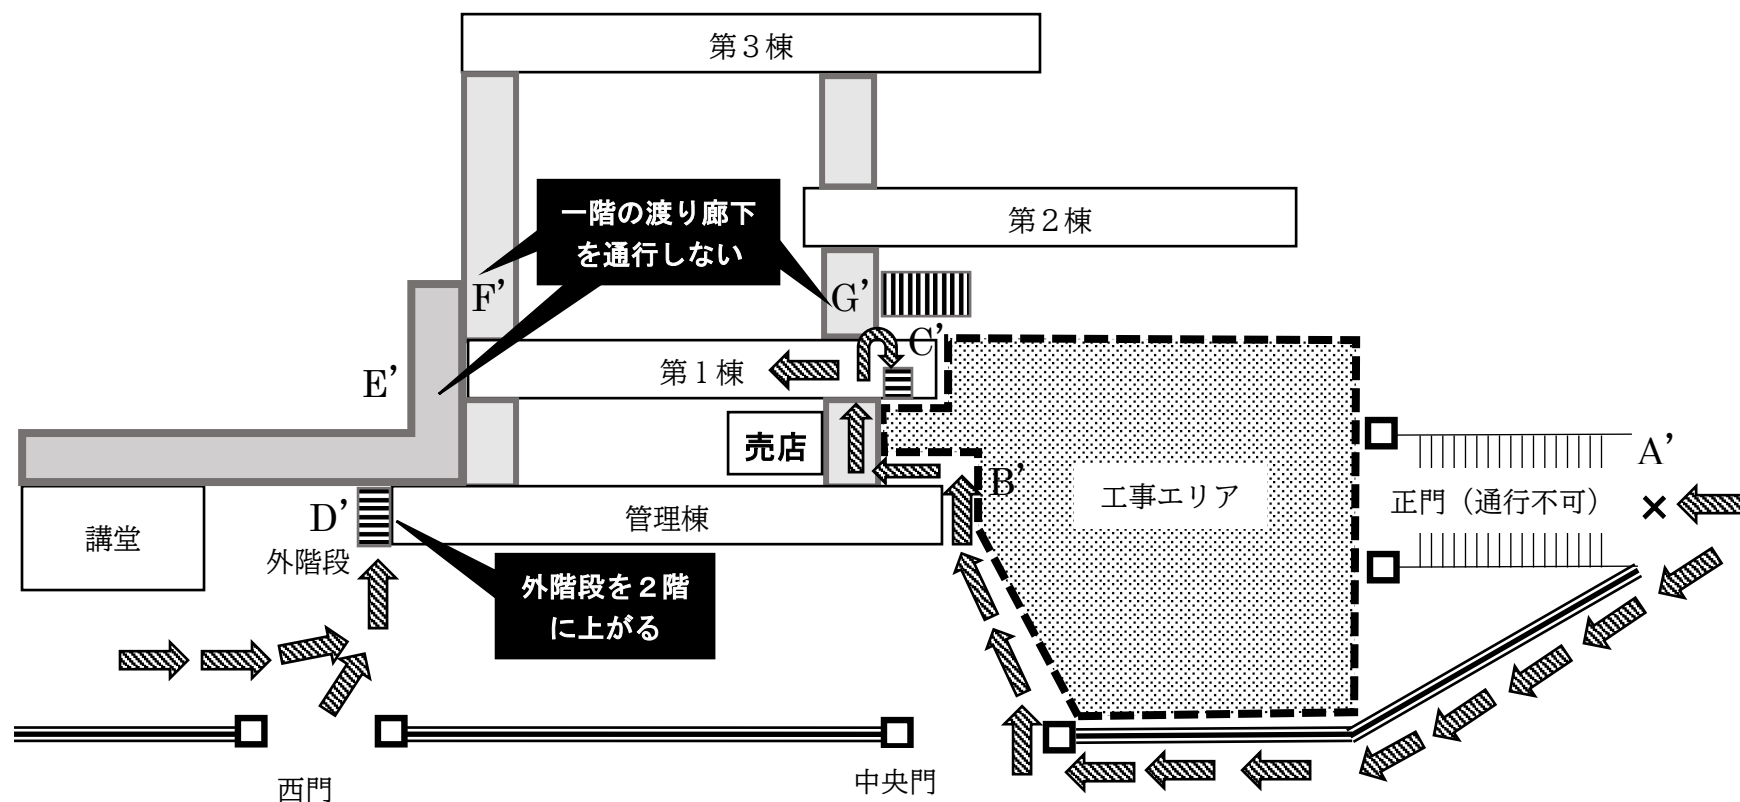 第３棟
一階の渡り廊下
を通行しない
第２棟
F’
G’
C’
第１棟
E’
売店
A’
B’
工事エリア
正門（通行不可）
×
D’
管理棟
講堂
外階段
外階段を２階
に上がる
西門
中央門